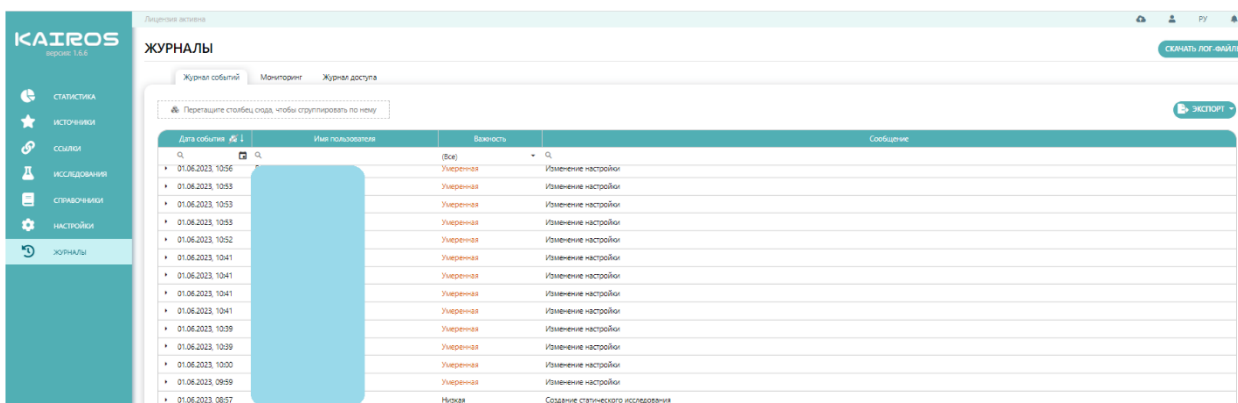 Лицензия активна
РУ
KAIROS
версия 1.6.6
ЖУРНАЛЫ
СКАЧАТЬ ЛОГ-ФАЙЛ
Журнал событий Мониторинг Журнал доступа
СТАТИСТИКА
ИСТОЧНИКИ
ССЫЛКИ
ИССЛЕДОВАНИЯ
СПРАВОЧНИКИ
НАСТРОЙКИ
ЖУРНАЛЫ
Перетащите столбец сюда, чтобы сгруппировать по нему
ЭКСПОРТ
Дата события Имя пользователя Важность Сообщение
(Все)
01.06.2023, 10:56 Умеренная Изменение настройки
01.06.2023, 10:53 Умеренная Изменение настройки
01.06.2023, 10:53 Умеренная Изменение настройки
01.06.2023, 10:53 Умеренная Изменение настройки
01.06.2023, 10:52 Умеренная Изменение настройки
01.06.2023, 10:41 Умеренная Изменение настройки
01.06.2023, 10:41 Умеренная Изменение настройки
01.06.2023, 10:41 Умеренная Изменение настройки
01.06.2023, 10:41 Умеренная Изменение настройки
01.06.2023, 10:39 Умеренная Изменение настройки
01.06.2023, 10:39 Умеренная Изменение настройки
01.06.2023, 10:00 Умеренная Изменение настройки
01.06.2023, 09:59 Умеренная Изменение настройки
01.06.2023, 08:57 Низкая Создание статического исследования